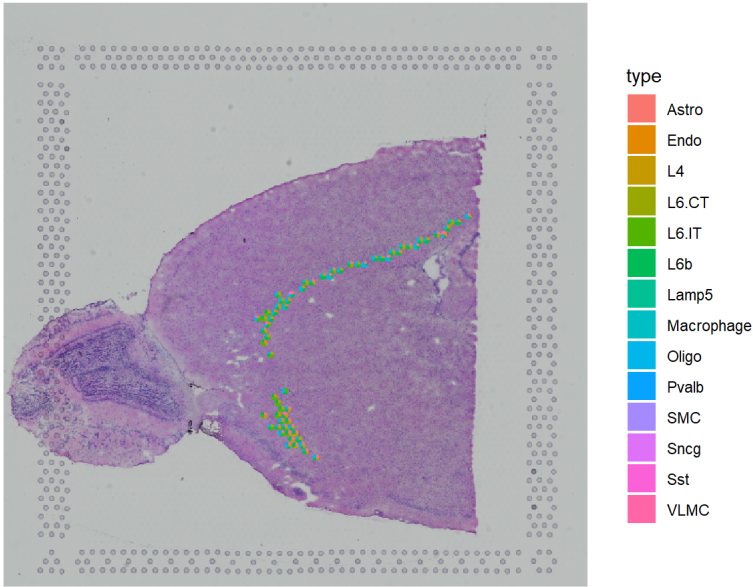 type
Astro
Endo
L4
L6.CT
L6.IT
L6b
Lamp5
Macrophage
Oligo
Pvalb
SMC
Sncg
Sst
VLMC